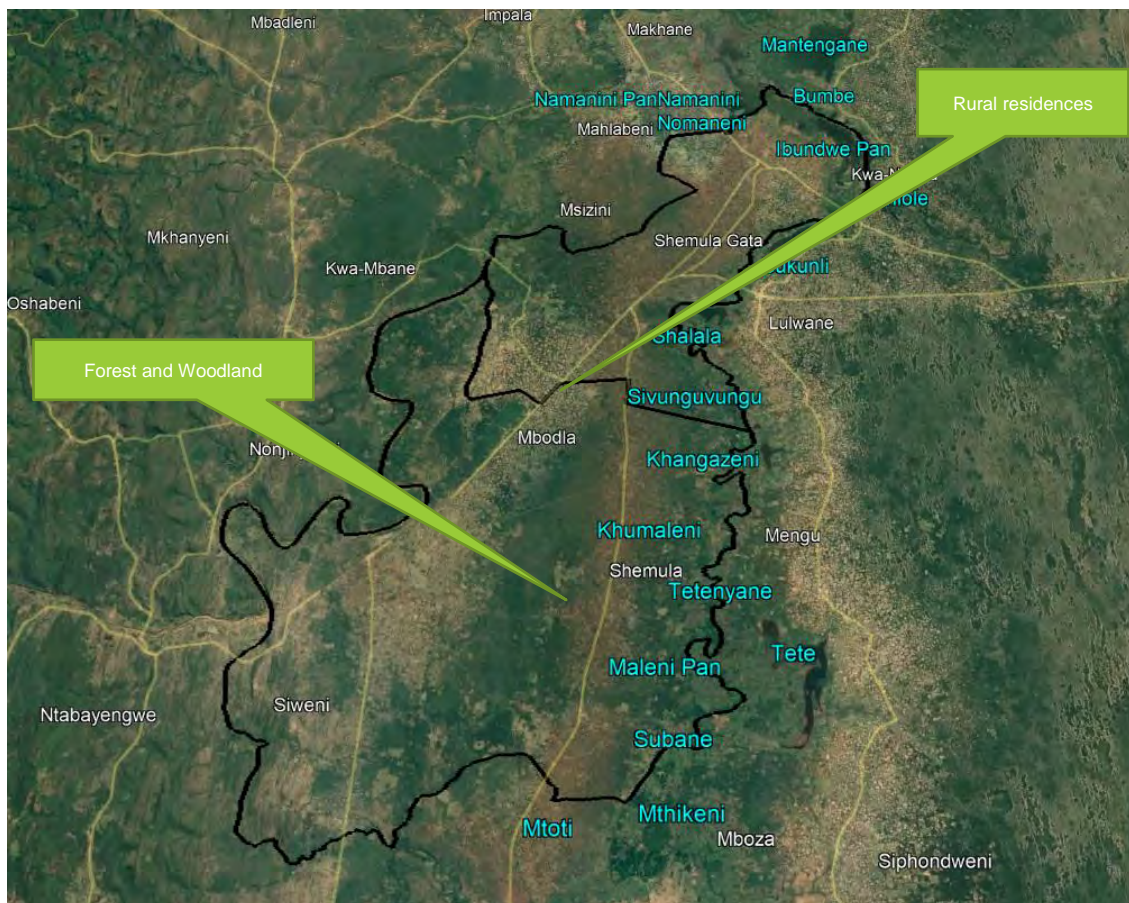 Impala
Mbadleni
Makhane
Mantengane
Namanini PanNamanini
Bumbe
Rural residences
Mahlabeni
Nomaneni
Ibundwe Pan
Msizini
Mkhanyeni
Shemula Gata
Kwa-Mbane
Oshabeni
Lulwane
Shalala
Forest and Woodland
Sivunguvungu
Mbodla
Khangazeni
Khumaleni
Mengu
Shemula
Tetenyane
Tete
Maleni Pan
Siweni
Ntabayengwe
Subane
Mthikeni
Mtoti
Mboza
Siphondweni